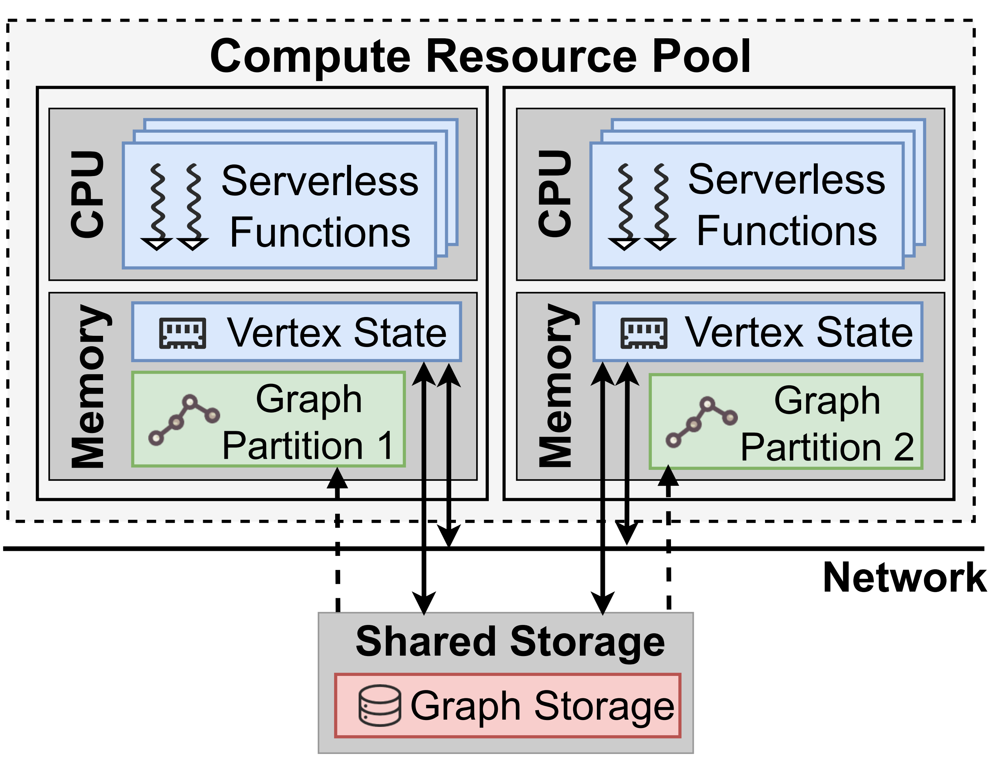 Compute Resource Pool
CPU
Serverless
Functions
Memory
Vertex State
Graph
Partition 1
CPU
Serverless
Functions
Memory
Vertex State
Graph
Partition 2
Network
Shared Storage
Graph Storage